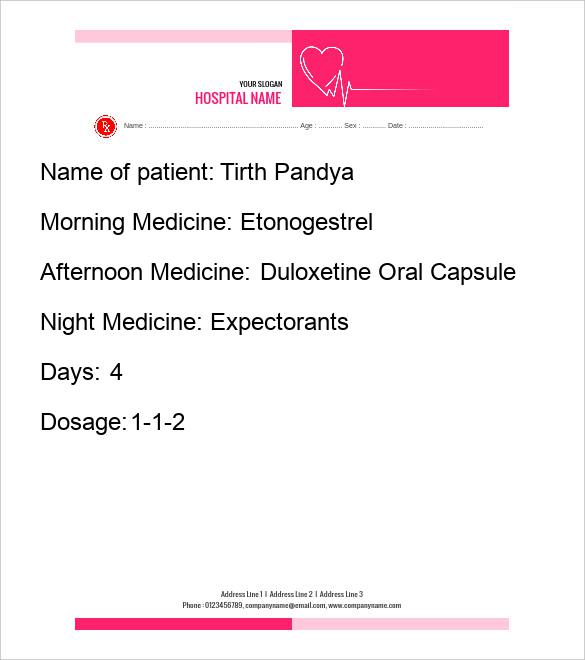 YOUR SLOGAN
HOSPITAL NAME
Rx Name : ........................................................................ Age : ............ Sex : ............ Date : ....................................
Name of patient: Tirth Pandya
Morning Medicine: Etonogestrel
Afternoon Medicine: Duloxetine Oral Capsule
Night Medicine: Expectorants
Days: 4
Dosage: 1-1-2
Address Line 1 | Address Line 2 | Address Line 3
Phone : 0123456789, companyname@email.com, www.companyname.com